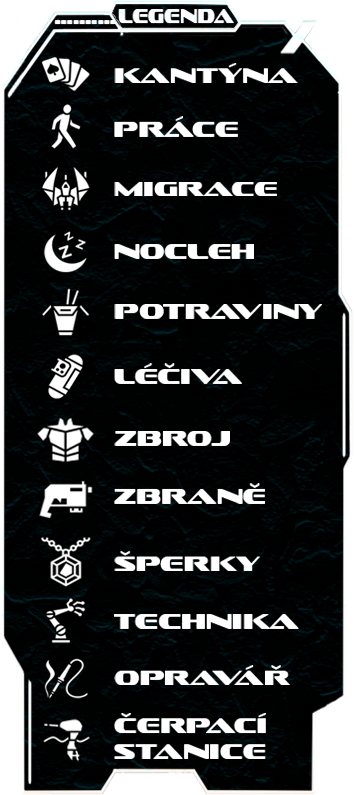 LEGENDA
KANTÝNA
PRÁCE
MIGRACE
NOCLEH
POTRAVINY
LÉČIVA
ZBROJ
ZBRANĚ
ŠPERKY
TECHNIKA
OPRAVÁŘ
ČERPACÍ
STANICE